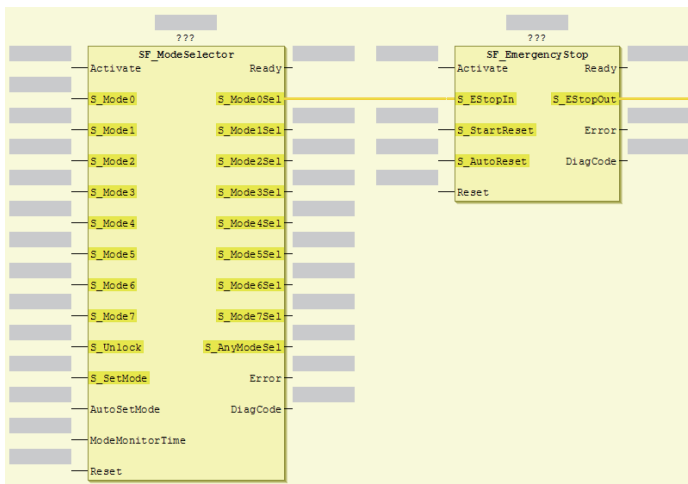 ???
SF_ModeSelector
Activate Ready
S_Mode0 S_Mode0Sel
S_Mode1 S_Mode1Sel
S_Mode2 S_Mode2Sel
S_Mode3 S_Mode3Sel
S_Mode4 S_Mode4Sel
S_Mode5 S_Mode5Sel
S_Mode6 S_Mode6Sel
S_Mode7 S_Mode7Sel
S_Unlock S_AnyModeSel
S_SetMode Error
AutoSetMode DiagCode
ModeMonitorTime
Reset
???
SF_EmergencyStop
Activate Ready
S_EStopIn S_EStopOut
S_StartReset Error
S_AutoReset DiagCode
Reset